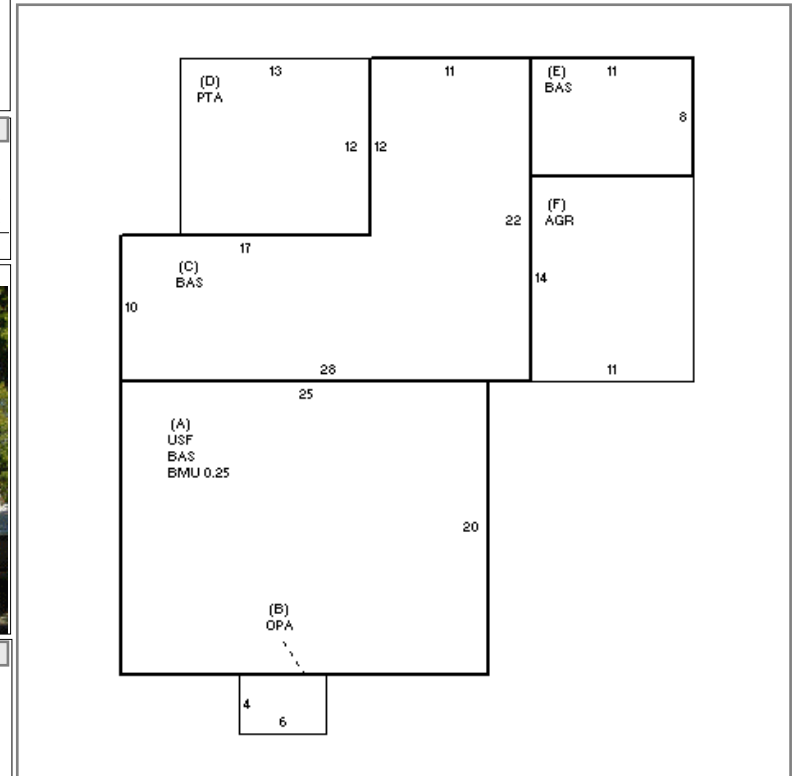 13
(D)
PTA
12
12
11
(E)
BAS
11
8
22
(F)
AGR
14
11
17
(C)
BAS
10
28
25
(A)
USF
BAS
BMU 0.25
20
(B)
OPA
4
6